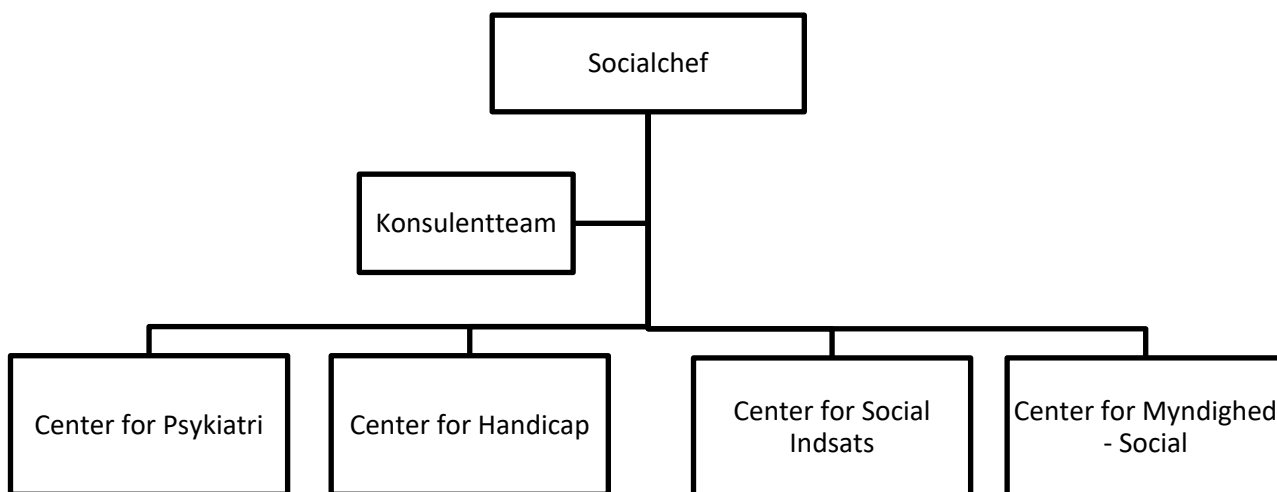 Socialchef
Konsulentteam
Center for Psykiatri
Center for Handicap
Center for Social
Indsats
Center for Myndighed
- Social